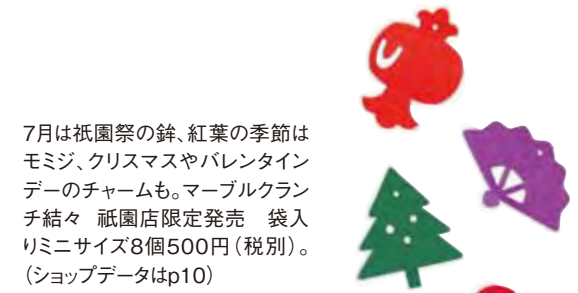 7月は祇園祭の鉾、紅葉の季節は
モミジ、クリスマスやバレンタイン
デーのチャームも。マーブルクラン
チ結々　祇園店限定発売　袋入
りミニサイズ8個500円（税別）。
（ショップデータはp10）